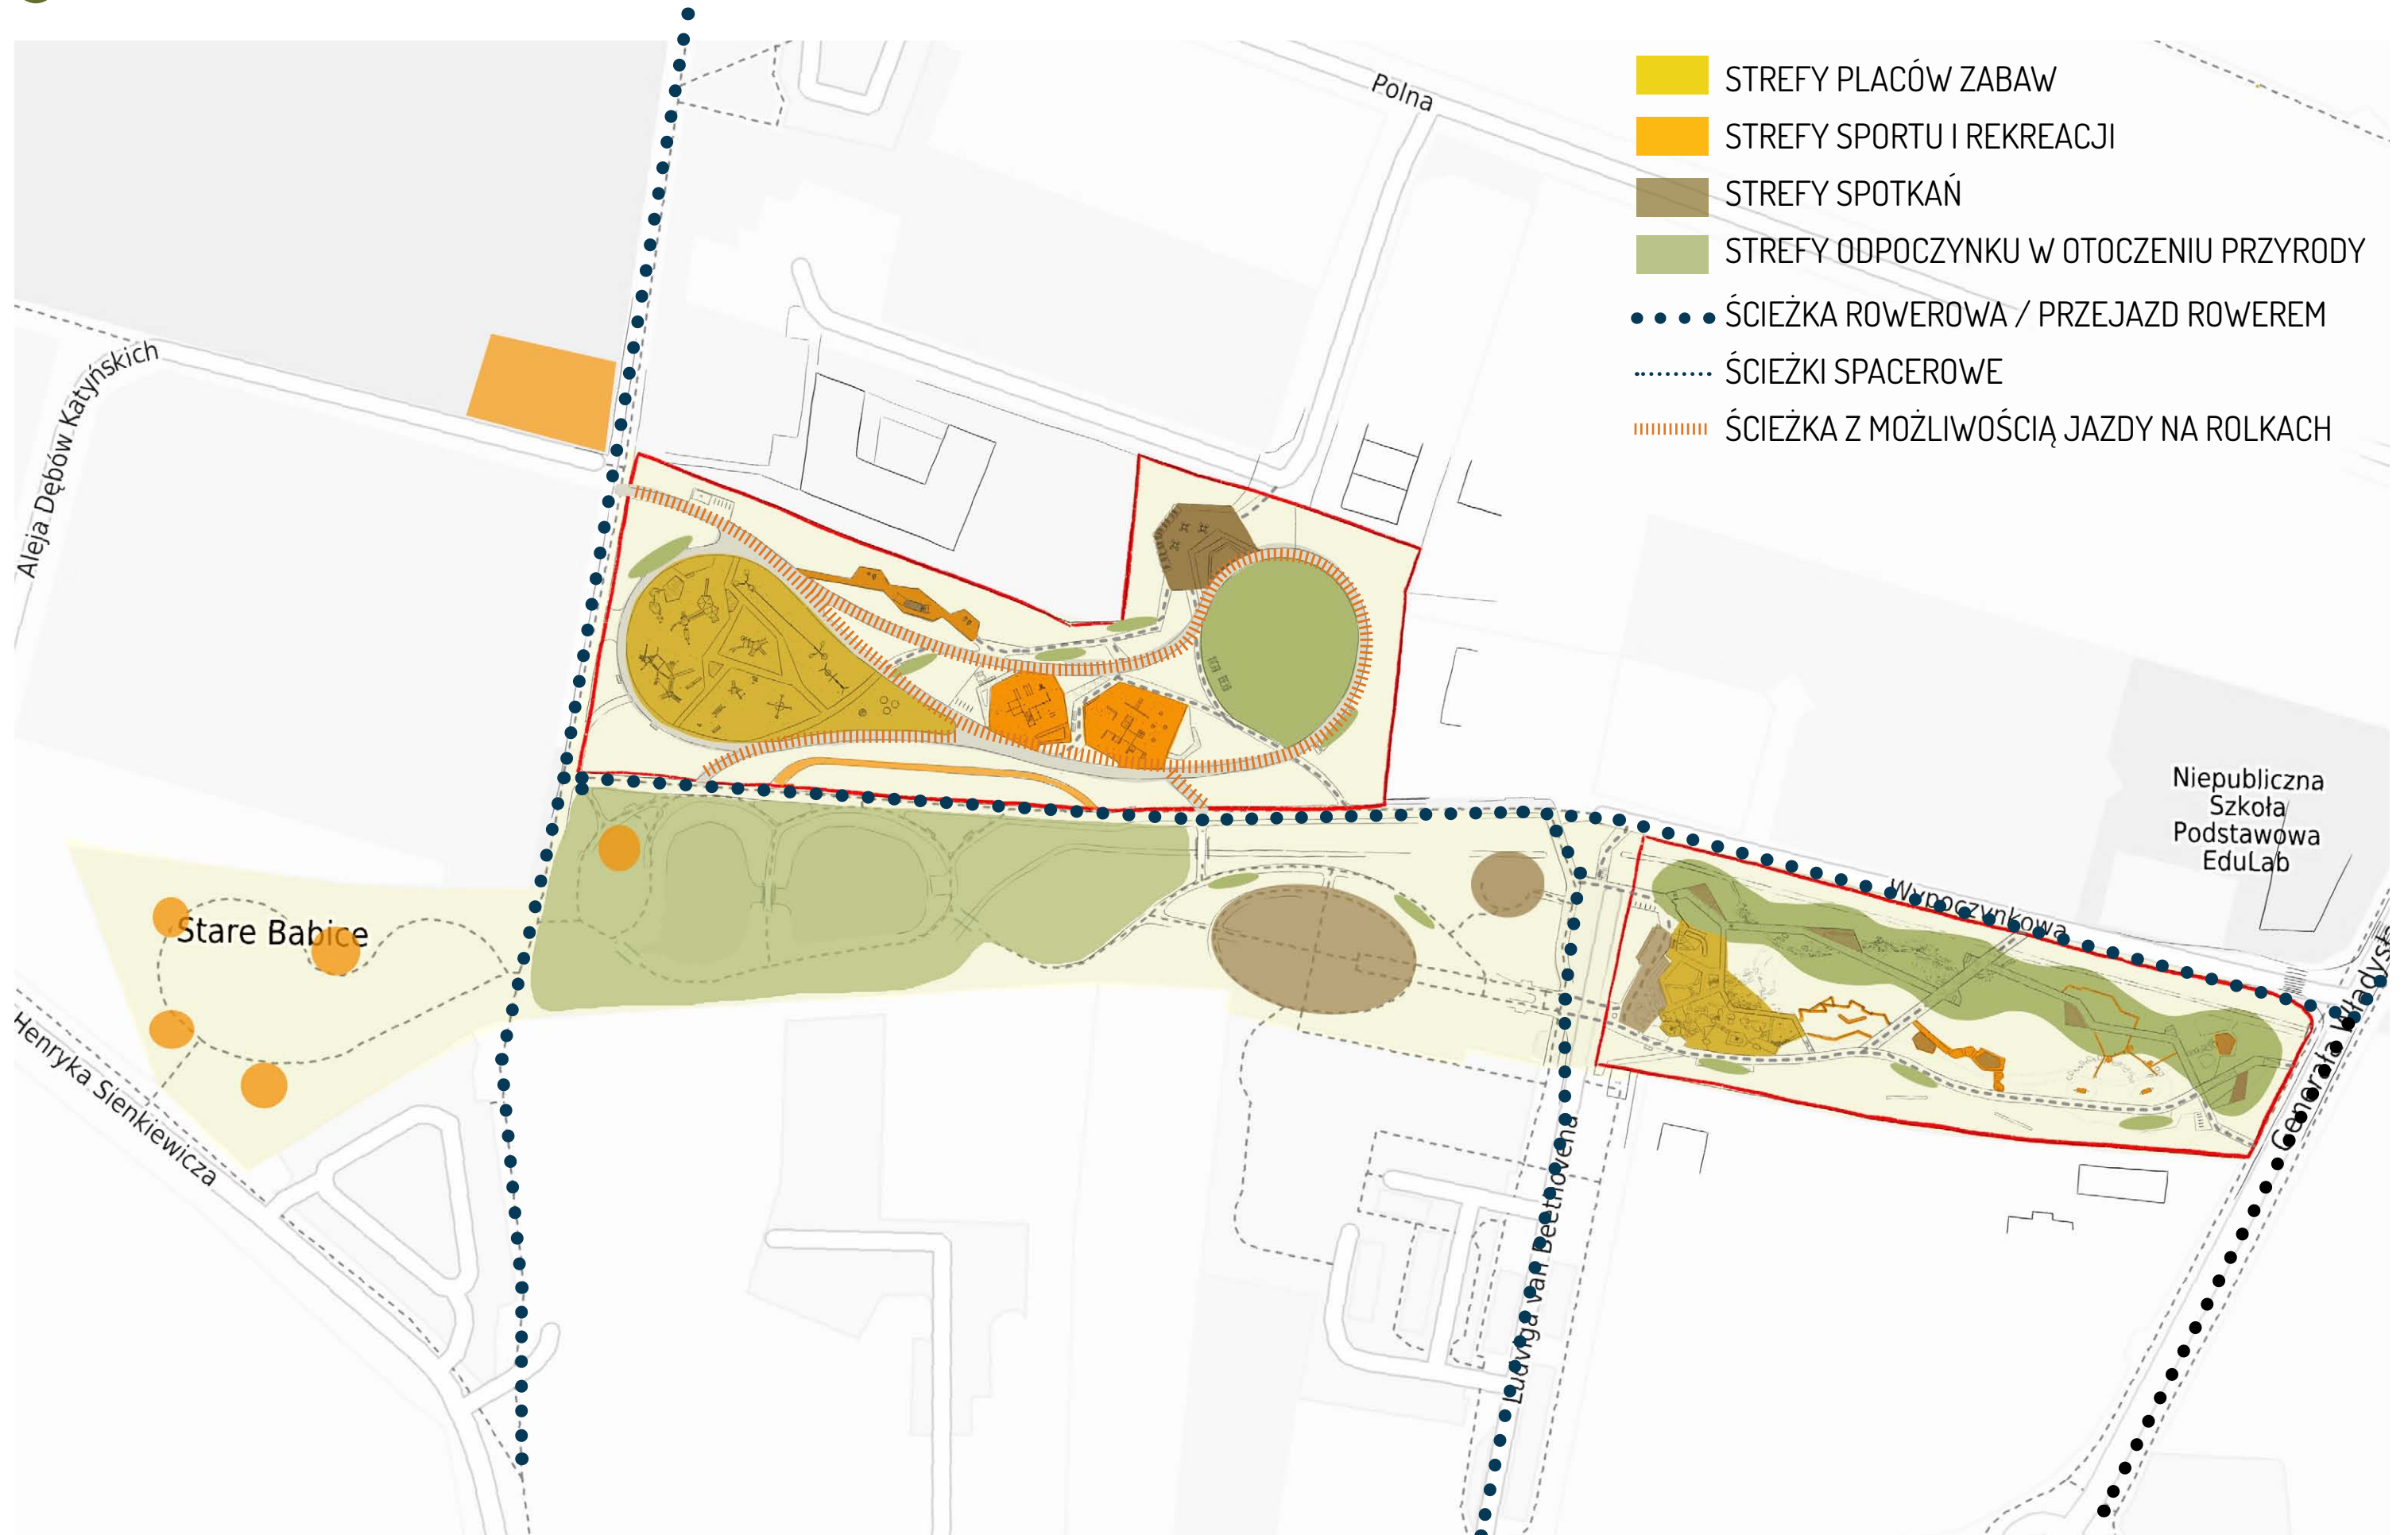 Polna
STREFY PLACÓW ZABAW
STREFY SPORTU I REKREACJI
STREFY SPOTKAŃ
STREFY ODPOCZYNKU W OTOCZENIU PRZYRODY
ŚCIEŻKA ROWEROWA / PRZEJAZD ROWEREM
ŚCIEŻKI SPACEROWE
ŚCIEŻKA Z MOŻLIWOŚCIĄ JAZDY NA ROLKACH
Aleja Dębów Katyńskich
Niepubliczna
Szkoła
Podstawowa
EduLab
Wypoczynkowa
Stare Babice
Henryka Sienkiewicza
Ludwiga van Beethovena
Generała